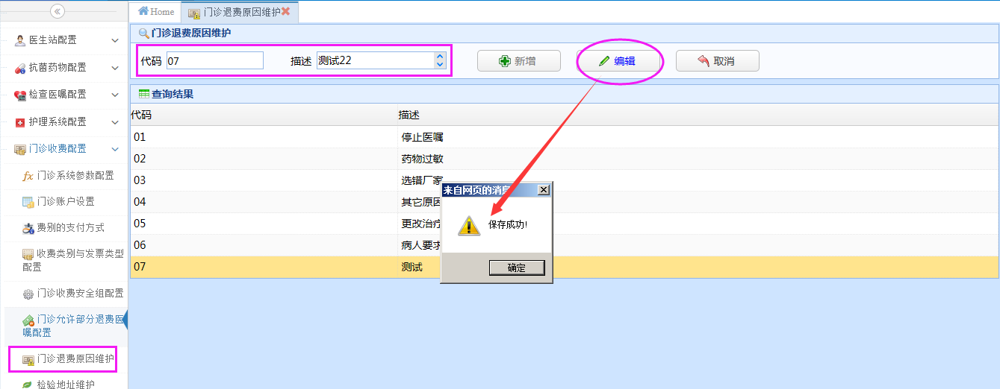 Home
门诊退费原因维护
门诊退费原因维护
代码 07 描述 测试22 新增 编辑 取消
查询结果
代码 描述
01 停止医嘱
02 药物过敏
03 选错厂家
04 其它原因
05 更改治疗
06 病人要求
07 测试
来自网页的消息
保存成功!
确定
医生站配置
抗菌药物配置
检查医嘱配置
护理系统配置
门诊收费配置
fx 门诊系统参数配置
门诊账户设置
费别的支付方式
收费类别与发票类型
配置
门诊收费安全组配置
门诊允许部分退费医
嘱配置
门诊退费原因维护
检验地址维护